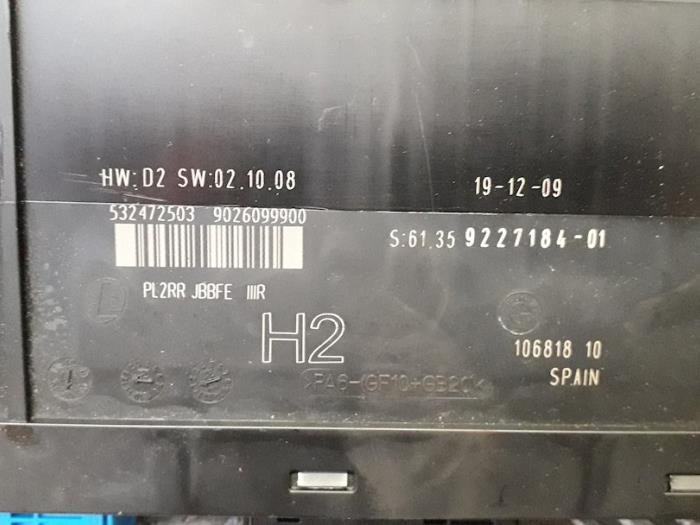 HW: D2 SW:02.10.08 19-12-09
532472503 9026099900
S:61.35 9227184-01
PL2RR JBBFE IIIR
H2
106818 10
>PA6-(GF10+GB20)<
SPAIN